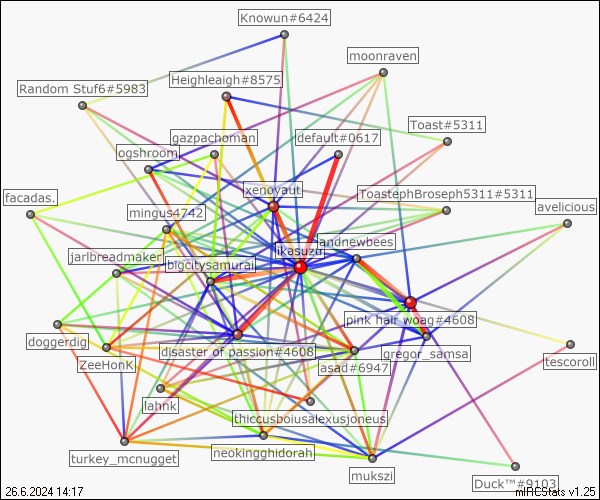 Knowun#6424
moonraven
Heighleaigh#8575
Random Stuf6#5983
Toast#5311
gazpachoman
default#0617
ogshroom
xenoyaut
ToastephBroseph5311#5311
facadas.
mingus4742
avelicious
andnewbees
ikasuzu
jarlbreadmaker
bigcitysamurai
pink hair woag#4608
doggerdig
disaster of passion#4608
gregor_samsa
ZeeHonk
asad#6947
tescoroll
lahnk
thiccusboiusalexusjoneus
turkey_mcnugget
neokingghidorah
mukszi
Duck™#9103
26.6.2024 14:17
mIRCStats v1.25